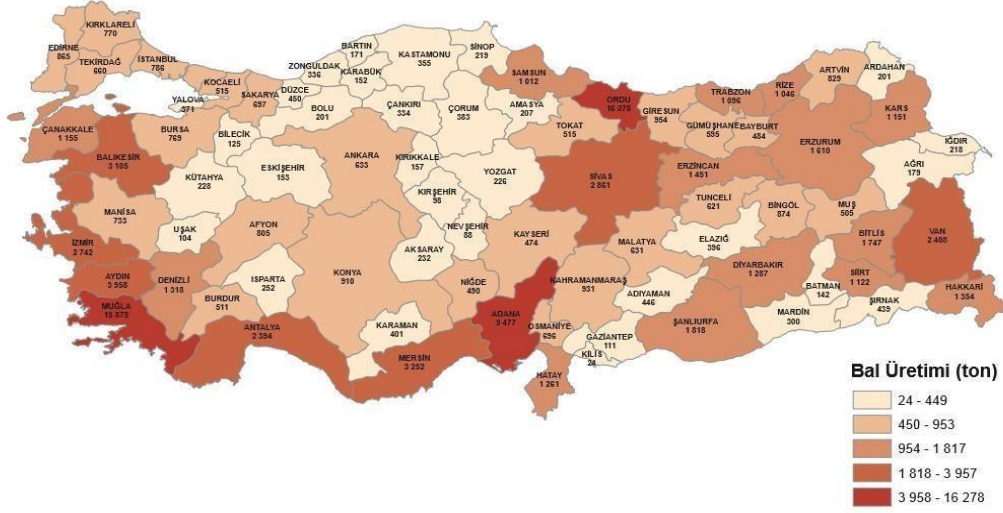 KIRKLARELİ
770
EDİRNE
865
TEKİRDAĞ
660
İSTANBUL
786
KOCAELİ
515
YALOVA
371
SAKARYA
697
DÜZCE
450
ZONGULDAK
336
BARTIN
171
KARABÜK
152
KASTAMONU
355
SİNOP
219
SAMSUN
1 012
ORDU
16 278
GİRESUN
954
TRABZON
1 096
RİZE
1 046
ARTVİN
829
ARDAHAN
201
KARS
1 151
IĞDIR
218
AĞRI
179
ERZURUM
1 610
BAYBURT
484
GÜMÜŞHANE
595
ERZİNCAN
1 451
TOKAT
515
AMASYA
207
ÇORUM
383
ÇANKIRI
334
BOLU
201
BİLECİK
125
BURSA
769
ÇANAKKALE
1 155
BALIKESİR
3 185
KÜTAHYA
228
ESKİŞEHİR
153
ANKARA
633
KIRIKKALE
157
KIRŞEHİR
98
YOZGAT
226
SİVAS
2 861
TUNCELİ
621
BİNGÖL
874
MUŞ
505
BİTLİS
1 747
VAN
2 408
HAKKARİ
1 354
ŞIRNAK
439
SİİRT
1 122
BATMAN
142
MARDİN
300
DİYARBAKIR
1 287
ELAZIĞ
396
MALATYA
631
ADIYAMAN
446
ŞANLIURFA
1 818
GAZİANTEP
111
KİLİS
24
HATAY
1 261
OSMANİYE
696
KAHRAMANMARAŞ
931
KAYSERİ
474
NEVŞEHİR
88
AKSARAY
232
NİĞDE
490
ADANA
9 477
MERSİN
3 252
KARAMAN
401
KONYA
910
ANTALYA
2 394
ISPARTA
252
BURDUR
511
AFYON
805
UŞAK
104
MANİSA
733
İZMİR
2 742
AYDIN
3 958
DENİZLİ
1 318
MUĞLA
15 875
Bal Üretimi (ton)
24 - 449
450 - 953
954 - 1 817
1 818 - 3 957
3 958 - 16 278